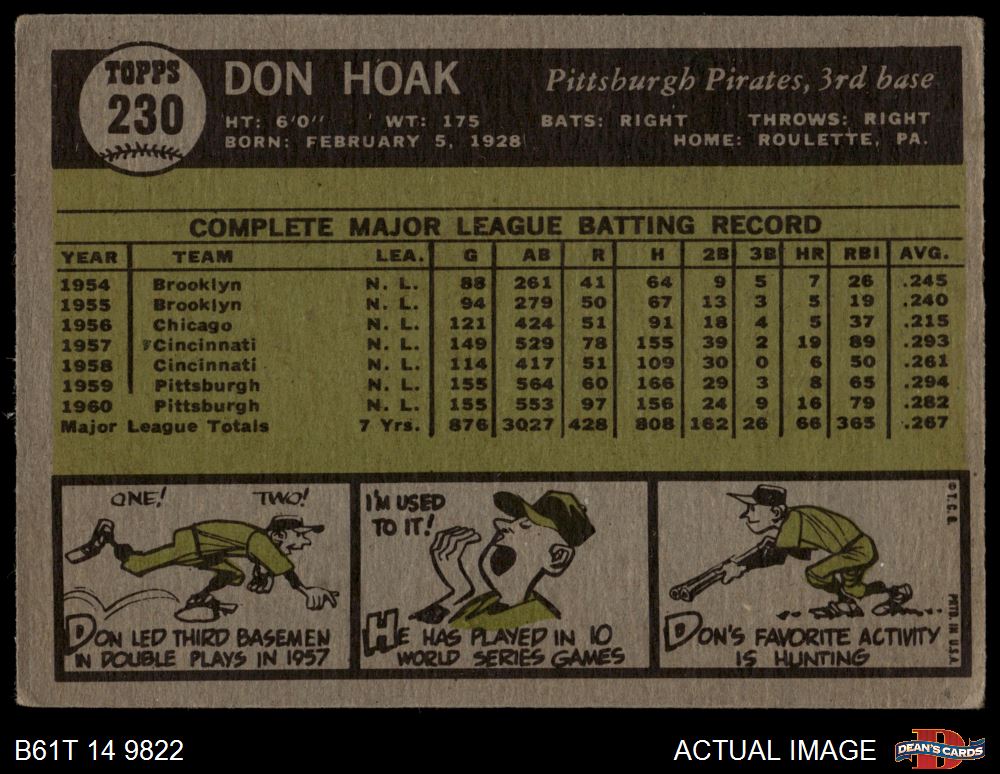 TOPPS
230
DON HOAK
Pittsburgh Pirates, 3rd base
HT: 6'0" WT: 175 BATS: RIGHT THROWS: RIGHT
BORN: FEBRUARY 5, 1928 HOME: ROULETTE, PA.
COMPLETE MAJOR LEAGUE BATTING RECORD
YEAR TEAM LEA. G AB R H 2B 3B HR RBI AVG.
1954 Brooklyn N. L. 88 261 41 64 9 5 7 26 .245
1955 Brooklyn N. L. 94 279 50 67 13 3 5 19 .240
1956 Chicago N. L. 121 424 51 91 18 4 5 37 .215
1957 Cincinnati N. L. 149 529 78 155 39 2 19 89 .293
1958 Cincinnati N. L. 114 417 51 109 30 0 6 50 .261
1959 Pittsburgh N. L. 155 564 60 166 29 3 8 65 .294
1960 Pittsburgh N. L. 155 553 97 156 24 9 16 79 .282
Major League Totals 7 Yrs. 876 3027 428 808 162 26 66 365 .267
ONE! TWO!
DON LED THIRD BASEMEN
IN DOUBLE PLAYS IN 1957
I'M USED
TO IT!
HE HAS PLAYED IN 10
WORLD SERIES GAMES
DON'S FAVORITE ACTIVITY
IS HUNTING
© T.C.G.
PRTD. IN U.S.A.
B61T 14 9822
ACTUAL IMAGE
DEAN'S CARDS